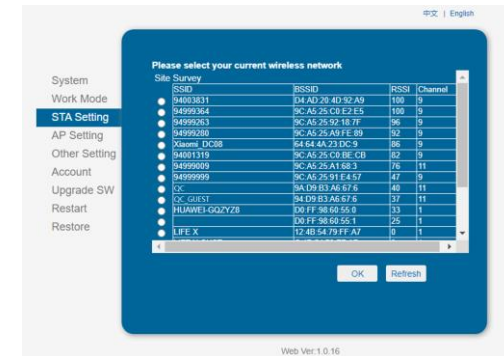 中文 | English
Please select your current wireless network
Site Survey
SSID BSSID RSSI Channel
94003831 D4:AD:20:4D:92:A9 100 9
94999364 9C:A5:25:C0:E2:E5 100 9
94999263 9C:A5:25:92:18:7F 96 9
94999280 9C:A5:25:A9:FE:89 92 9
Xiaomi_DC08 64:64:4A:23:DC:9 86 9
94001319 9C:A5:25:C0:BE:CB 82 9
94999009 9C:A5:25:A1:68:3 76 11
94999999 9C:A5:25:91:E4:57 47 9
QC 9A:D9:B3:A6:67:6 40 11
QC_GUEST 94:D9:B3:A6:67:6 37 11
HUAWEI-GQZYZ8 D0:FF:98:60:55:0 33 1
D0:FF:98:60:55:1 25 1
LIFE X 12:4B:54:79:FF:A7 0 1
OK Refresh
System
Work Mode
STA Setting
AP Setting
Other Setting
Account
Upgrade SW
Restart
Restore
Web Ver:1.0.16